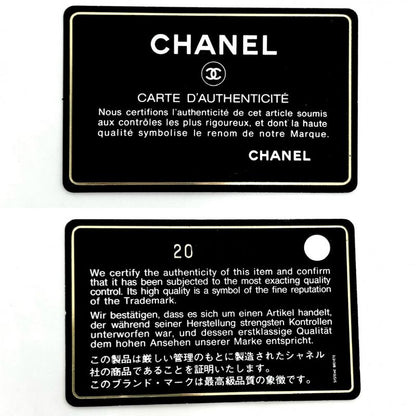 CHANEL
CARTE D'AUTHENTICITÉ
Nous certifions l'authenticité de cet article soumis
aux contrôles les plus rigoureux, et dont la haute
qualité symbolise le renom de notre Marque.
CHANEL
20
We certify the authenticity of this item and confirm
that it has been subjected to the most exacting quality
control. Its high quality is a symbol of the fine reputation
of the Trademark.
Wir bestätigen, dass es sich um einen Artikel handelt,
der während seiner Herstellung strengsten Kontrollen
unterworfen war, und dessen erstklassige Qualität
dem hohen Ansehen unserer Marke entspricht.
この製品は厳しい管理のもとに製造されたシャネル
社の商品であることを証明いたします。
このブランド・マークは最高級品質の象徴です。